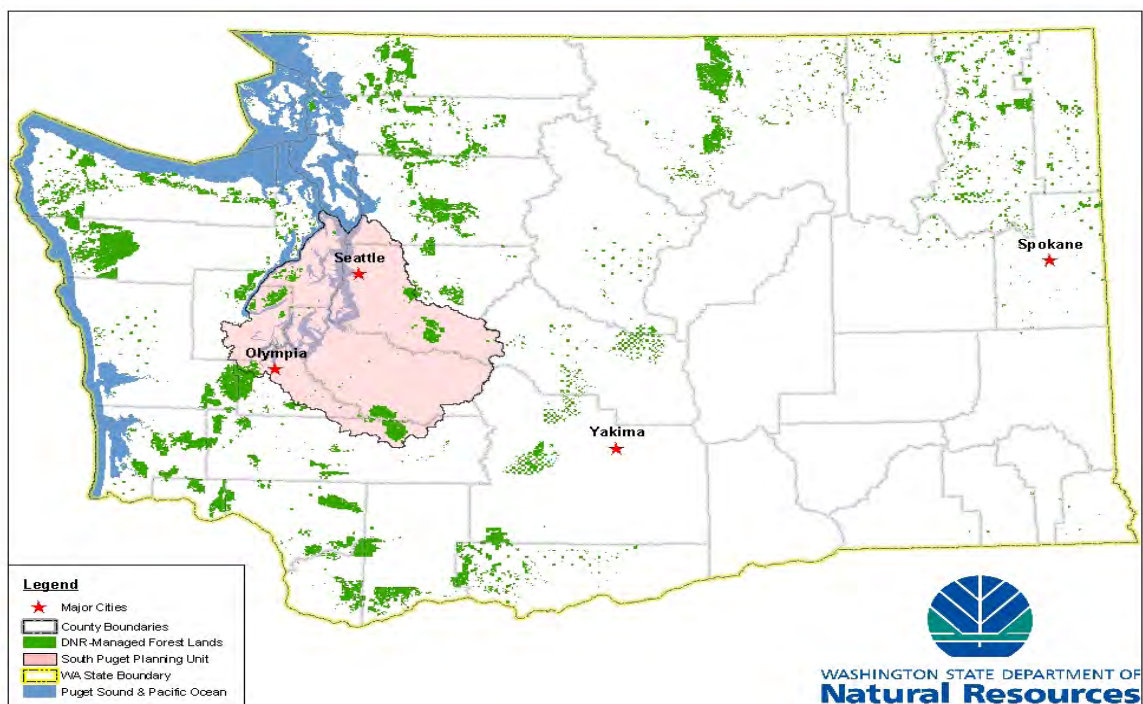 Seattle
Spokane
Olympia
Yakima
Legend
Major Cities
County Boundaries
DNR-Managed Forest Lands
South Puget Planning Unit
WA State Boundary
Puget Sound & Pacific Ocean
WASHINGTON STATE DEPARTMENT OF
Natural Resources